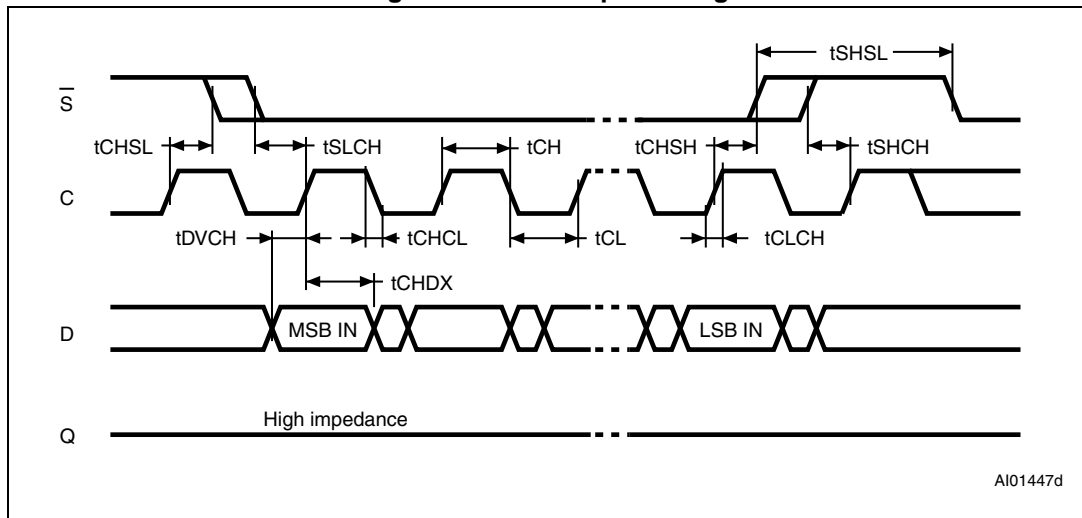 tSHSL
S
tCHSL
tSLCH
tCH
tCHSH
tSHCH
C
tDVCH
tCHCL
tCL
tCLCH
tCHDX
D
MSB IN
LSB IN
High impedance
Q
AI01447d